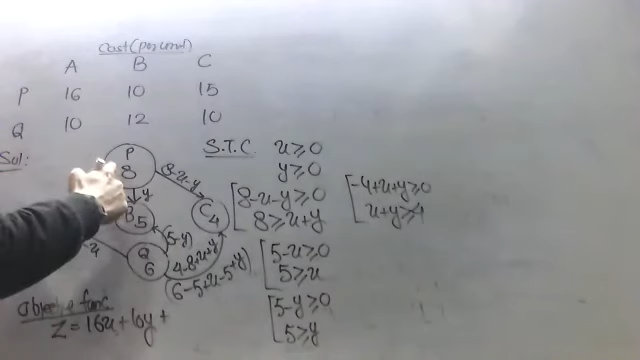 Cost (per unit)
A B C
P 16 10 15
Q 10 12 10
Sol:
S.T.C. x ≥ 0
y ≥ 0
P
8
8-x-y
y
8-x-y ≥ 0
8 ≥ x+y
-4+x+y ≥ 0
x+y ≥ 4
B 5
C 4
5-y
Q
6
4-8+x+y
(6-5+x-5+y)
5-x ≥ 0
5 ≥ x
5-y ≥ 0
5 ≥ y
Objective func
Z = 16x + 10y +